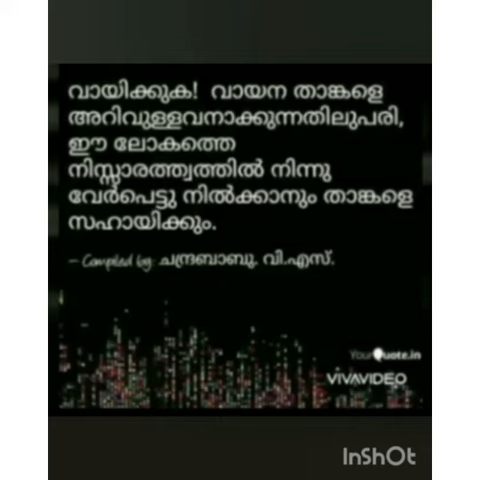 വായിക്കുക! വായന താങ്കളെ
അറിവുള്ളവനാക്കുന്നതിലുപരി,
ഈ ലോകത്തെ
നിസ്സാരത്ത്വത്തിൽ നിന്നു
വേർപെട്ടു നിൽക്കാനും താങ്കളെ
സഹായിക്കും.
– Compiled by: ചന്ദ്രബാബു. വി.എസ്.
YourQuote.in
VIVAVIDEO
InShOt